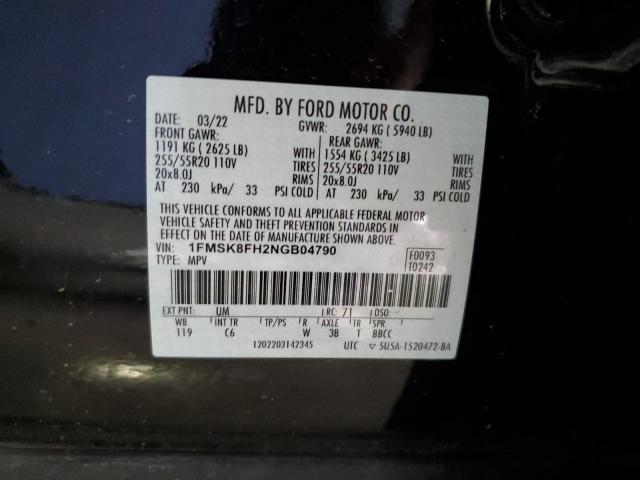 MFD. BY FORD MOTOR CO.
DATE: 03/22 GVWR: 2694 KG ( 5940 LB)
FRONT GAWR: REAR GAWR:
1191 KG ( 2625 LB) WITH 1554 KG ( 3425 LB) WITH
255/55R20 110V TIRES 255/55R20 110V TIRES
20x8.0J RIMS 20x8.0J RIMS
AT 230 kPa/ 33 PSI COLD AT 230 kPa/ 33 PSI COLD
THIS VEHICLE CONFORMS TO ALL APPLICABLE FEDERAL MOTOR
VEHICLE SAFETY AND THEFT PREVENTION STANDARDS IN
EFFECT ON THE DATE OF MANUFACTURE SHOWN ABOVE.
VIN: 1FMSK8FH2NGB04790 F0093
TYPE: MPV T0242
EXT PNT: UM RC: 71 DSO:
WB INT TR TP/PS R AXLE TR SPR
119 C6 W 3B T BBCC
1202203142345 UTC 5U5A-1520472-BA